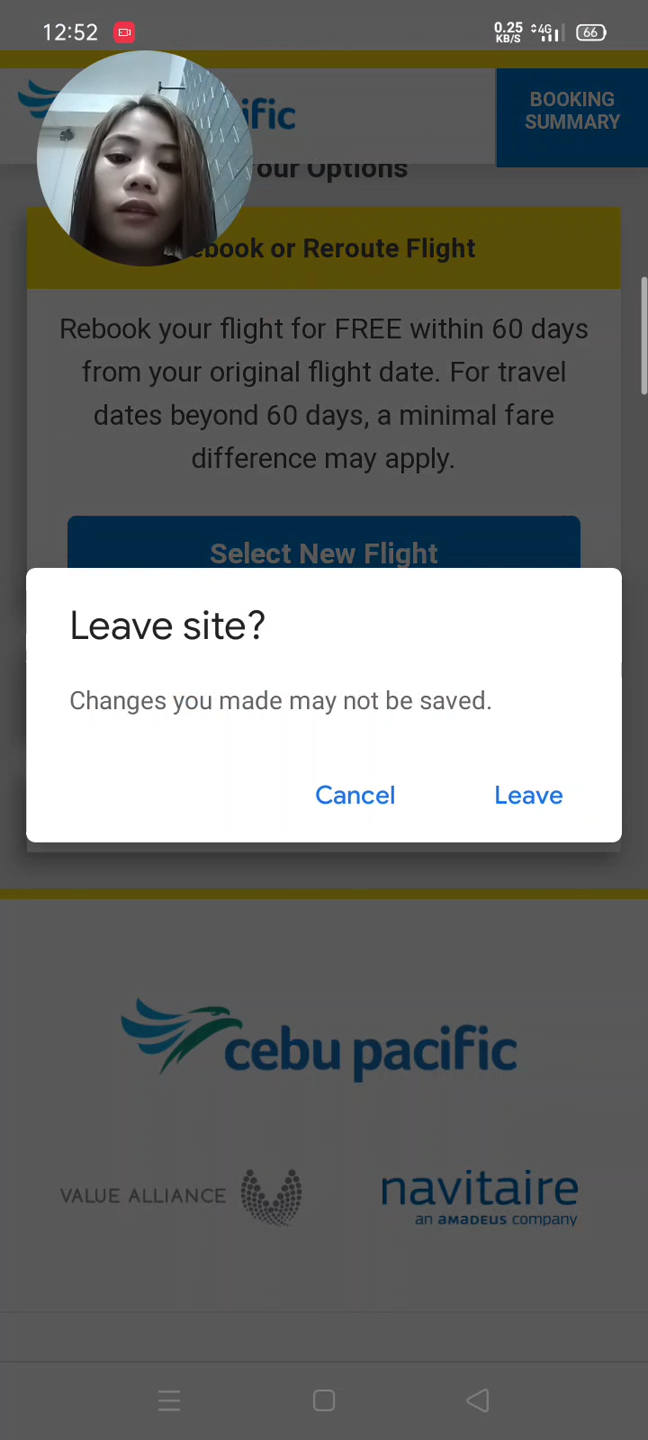 12:52
0.25
KB/S
4G
66
BOOKING
SUMMARY
ific
our Options
ebook or Reroute Flight
Rebook your flight for FREE within 60 days
from your original flight date. For travel
dates beyond 60 days, a minimal fare
difference may apply.
Select New Flight
Leave site?
Changes you made may not be saved.
Cancel
Leave
cebu pacific
VALUE ALLIANCE
navitaire
an amadeus company